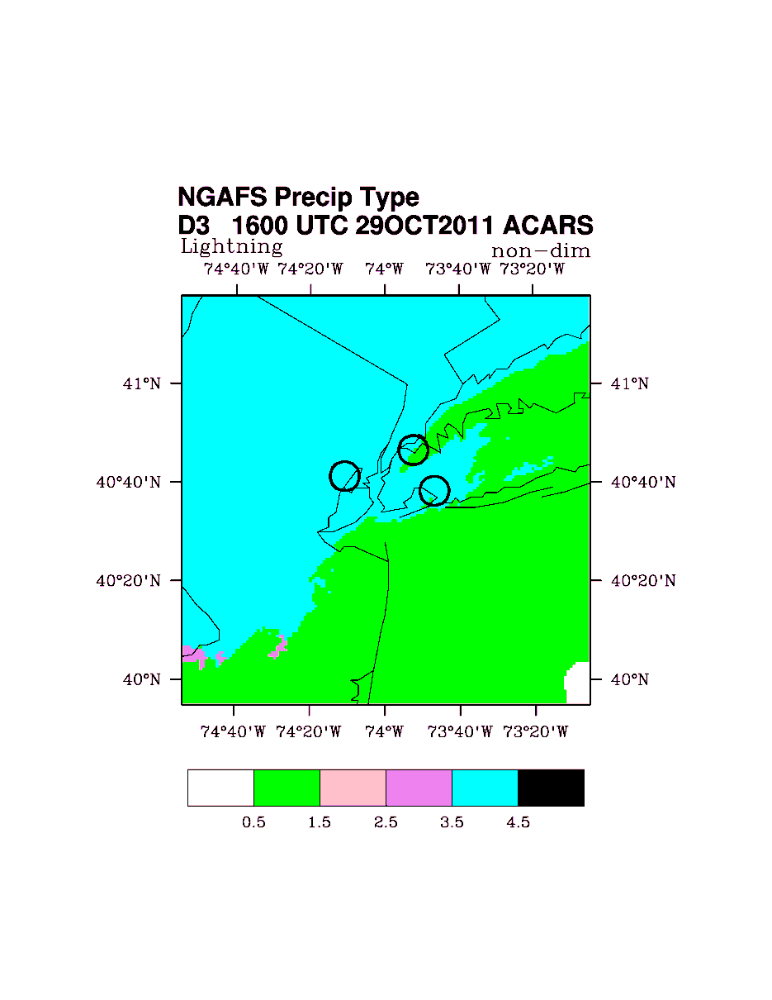 NGAFS Precip Type
D3 1600 UTC 29OCT2011 ACARS
Lightning non-dim
74°40'W 74°20'W 74°W 73°40'W 73°20'W
41°N 41°N
40°40'N 40°40'N
40°20'N 40°20'N
40°N 40°N
74°40'W 74°20'W 74°W 73°40'W 73°20'W
0.5 1.5 2.5 3.5 4.5